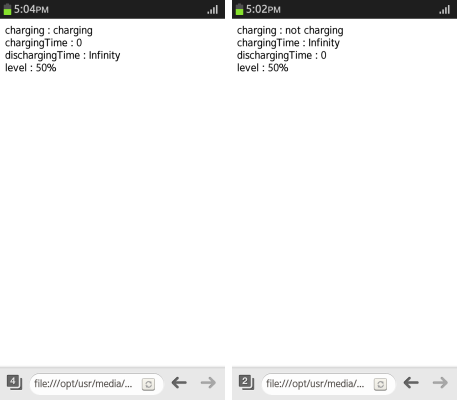 5:04PM
charging : charging
chargingTime : 0
dischargingTime : Infinity
level : 50%
4
file:///opt/usr/media/...
5:02PM
charging : not charging
chargingTime : Infinity
dischargingTime : 0
level : 50%
2
file:///opt/usr/media/...